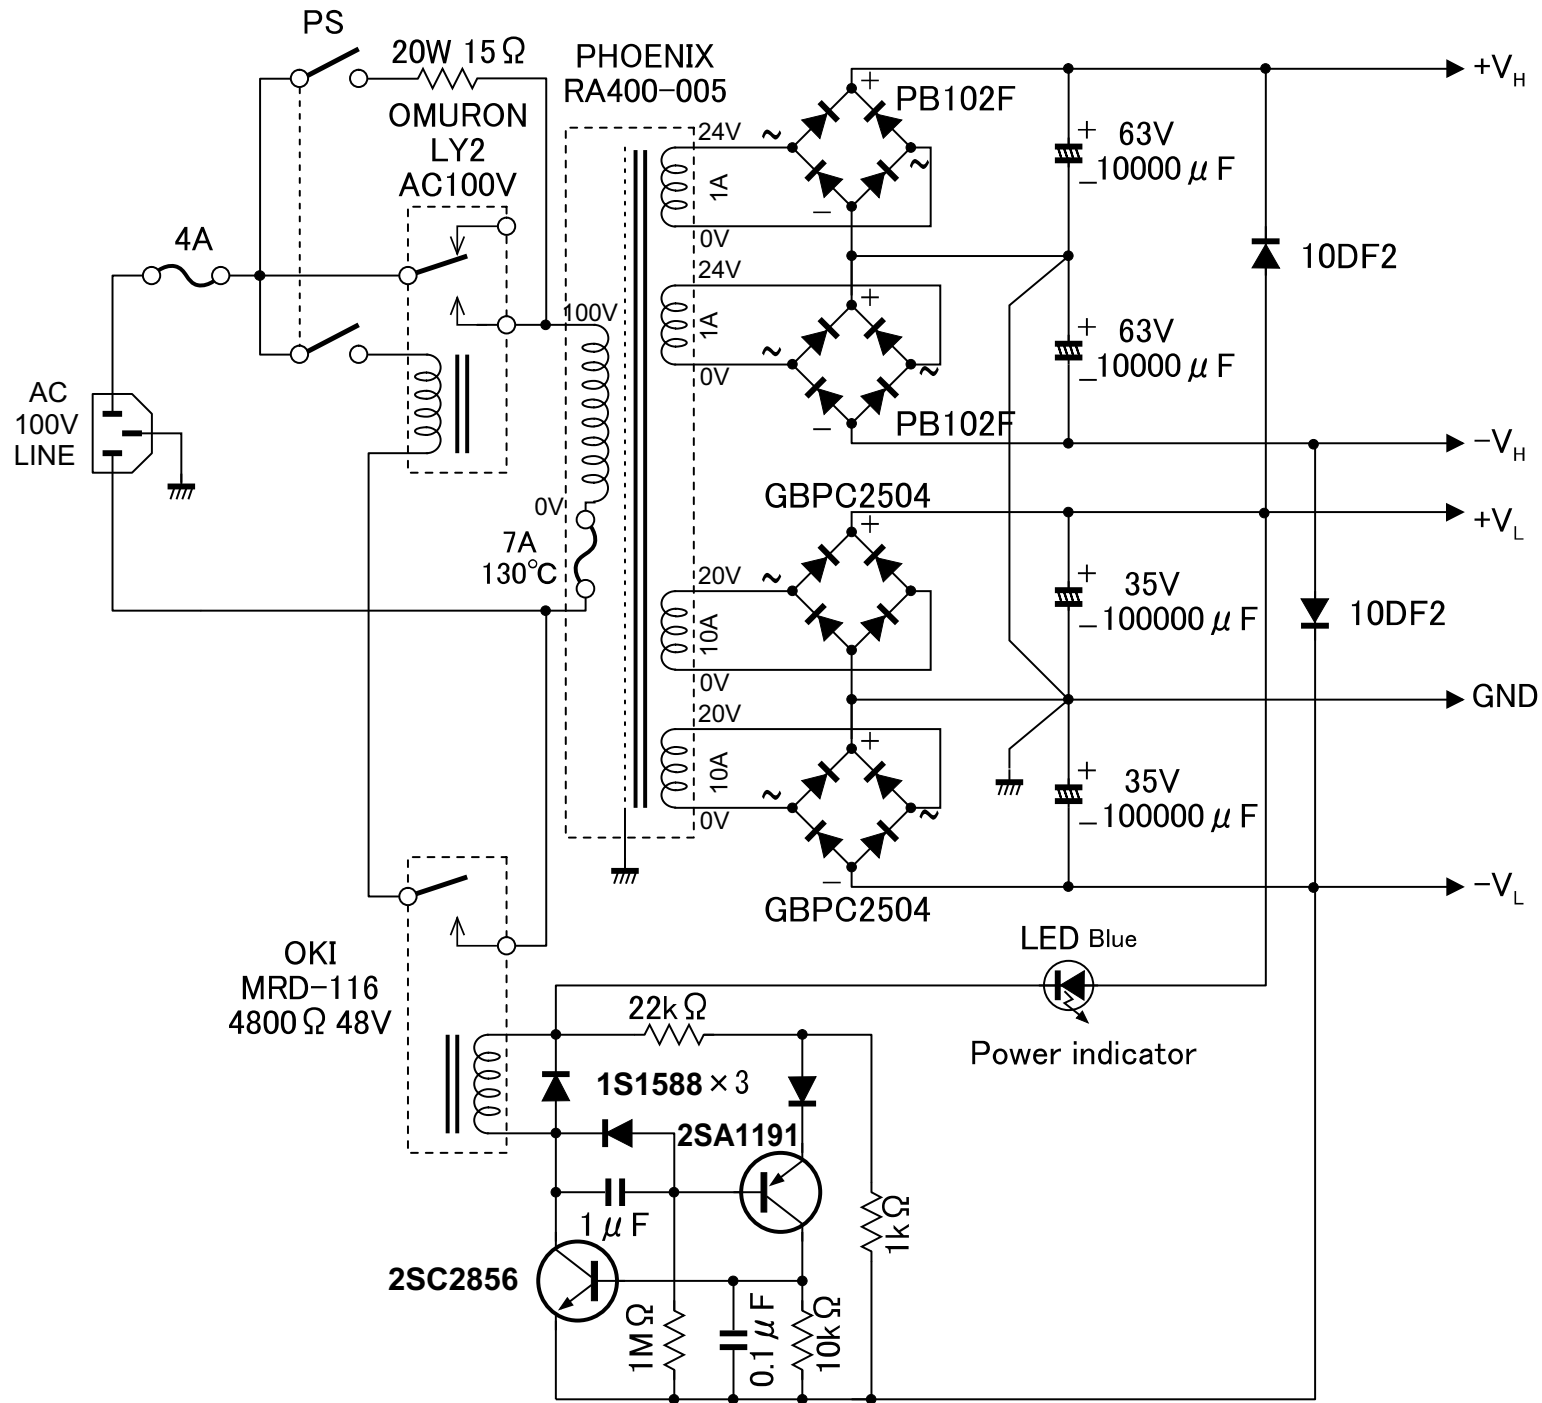 PS
20W 15Ω
PHOENIX
RA400-005
OMURON
LY2
AC100V
4A
AC
100V
LINE
100V
0V
7A
130℃
24V
1A
0V
24V
1A
0V
20V
10A
0V
20V
10A
0V
~
+
PB102F
~
−
+
~
~
−
PB102F
GBPC2504
+
~
+
~
~
−
GBPC2504
+
63V
−
10000μF
+
63V
−
10000μF
+
35V
−
100000μF
+
35V
−
100000μF
10DF2
10DF2
+VH
−VH
+VL
GND
−VL
LED Blue
Power indicator
OKI
MRD-116
4800Ω 48V
22kΩ
1S1588×3
2SA1191
1μF
1kΩ
2SC2856
1MΩ
0.1μF
10kΩ